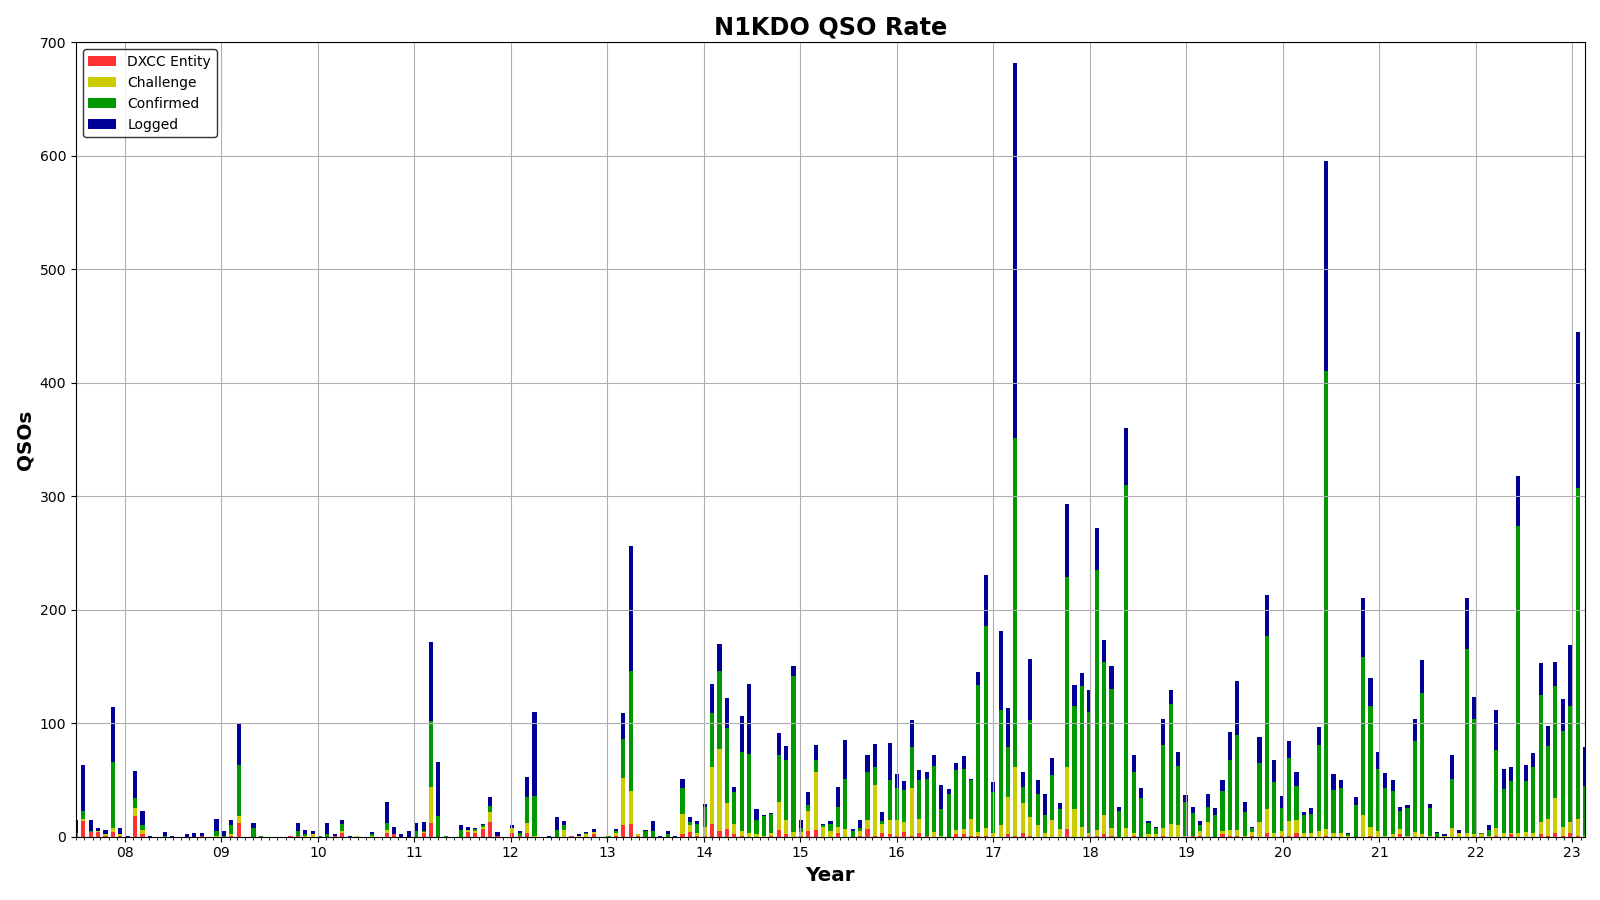 N1KDO QSO Rate
700
600
500
400
300
200
100
0
QSOs
DXCC Entity
Challenge
Confirmed
Logged
08 09 10 11 12 13 14 15 16 17 18 19 20 21 22 23
Year